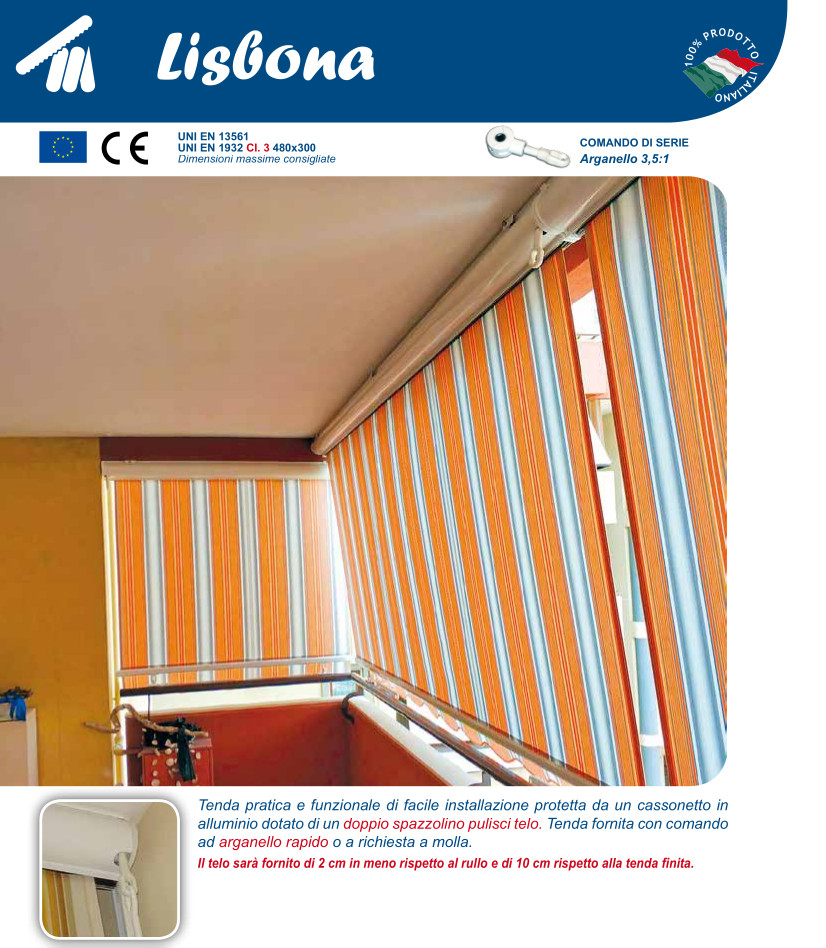 Lisbona
100% PRODOTTO ITALIANO
UNI EN 13561
UNI EN 1932 Cl. 3 480x300
Dimensioni massime consigliate
COMANDO DI SERIE
Arganello 3,5:1
Tenda pratica e funzionale di facile installazione protetta da un cassonetto in
alluminio dotato di un doppio spazzolino pulisci telo. Tenda fornita con comando
ad arganello rapido o a richiesta a molla.
Il telo sarà fornito di 2 cm in meno rispetto al rullo e di 10 cm rispetto alla tenda finita.